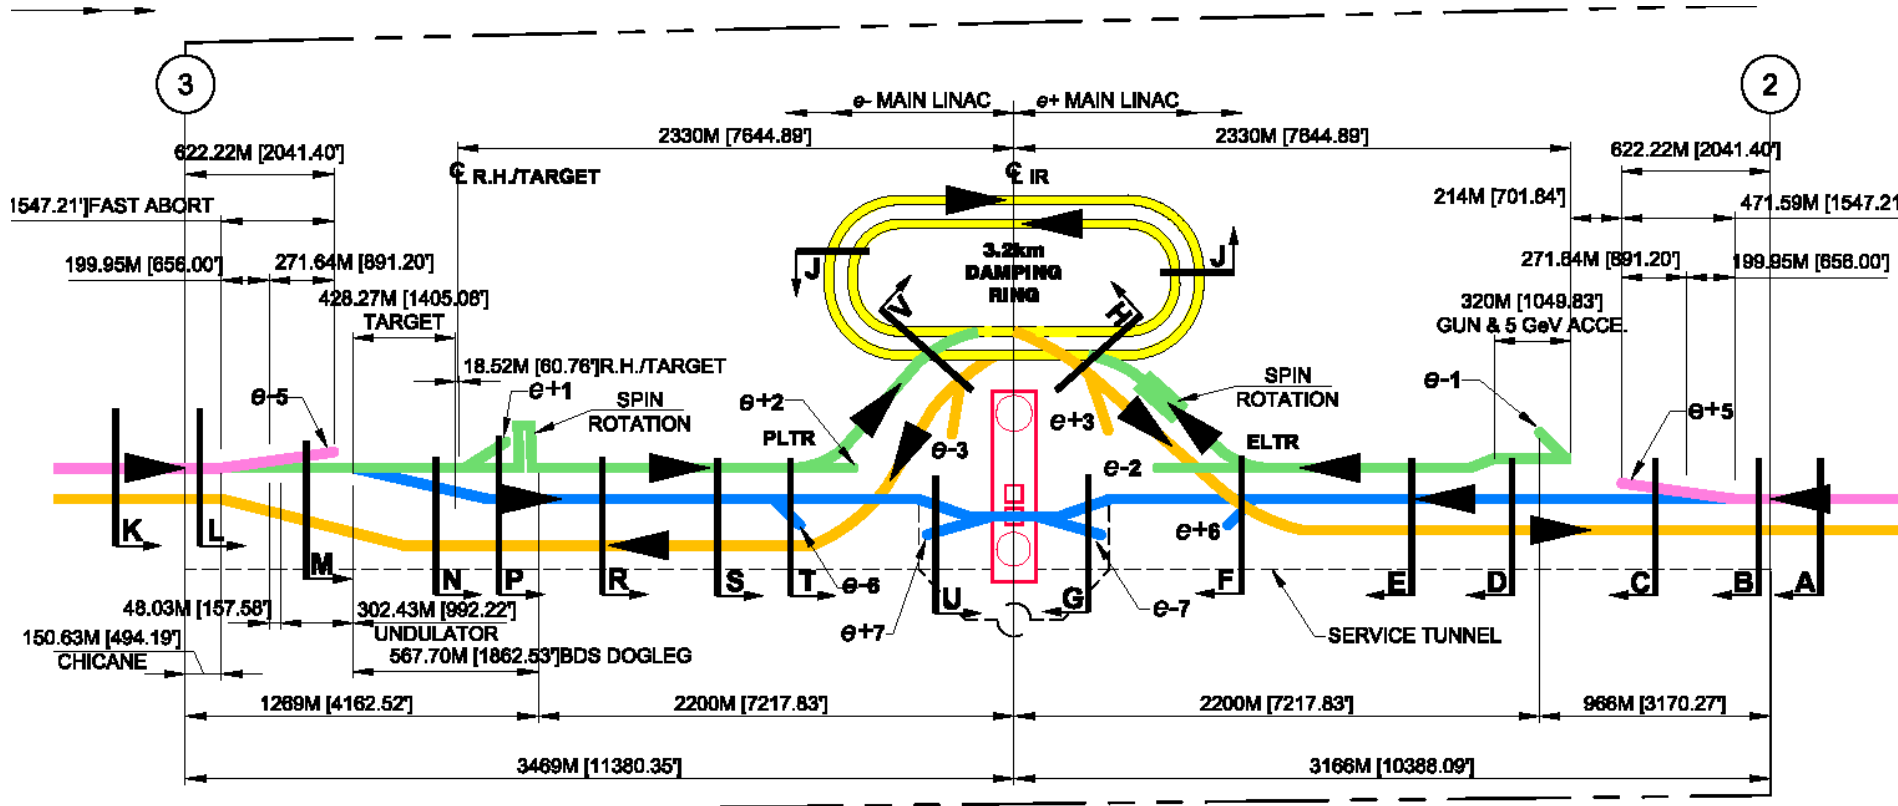 3
2
e- MAIN LINAC
e+ MAIN LINAC
2330M [7644.89']
2330M [7644.89']
622.22M [2041.40']
622.22M [2041.40']
℄ R.H./TARGET
℄ IR
1547.21']FAST ABORT
214M [701.64']
471.59M [1547.21
199.95M [656.00']
271.64M [891.20']
3.2km
DAMPING
RING
J
J
271.64M [891.20']
199.95M [656.00']
428.27M [1405.06']
TARGET
V
H
320M [1049.83']
GUN & 5 GeV ACCE.
18.52M [60.76']R.H./TARGET
e-5
e+1
SPIN
ROTATION
e+2
PLTR
e-3
e+3
SPIN
ROTATION
ELTR
e-1
e+5
e-2
K
L
M
N
P
R
S
T
e-6
U
G
e+6
F
E
D
C
B
A
e+7
e-7
48.03M [157.58']
302.43M [992.22']
UNDULATOR
SERVICE TUNNEL
150.63M [494.19']
CHICANE
567.70M [1862.53']BDS DOGLEG
1269M [4162.52']
2200M [7217.83']
2200M [7217.83']
966M [3170.27']
3469M [11380.35']
3166M [10388.09']